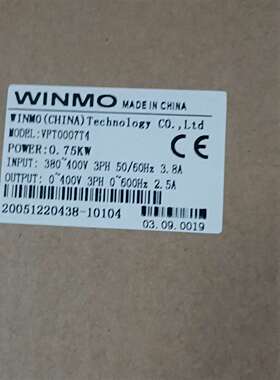 WINMO MADE IN CHINA
WINMO(CHINA)Technology CO.,Ltd
MODEL:VPT0007T4
POWER:0.75KW
CE
INPUT: 380~400V 3PH 50/60Hz 3.8A
OUTPUT: 0~400V 3PH 0~600Hz 2.5A
20051220438-10104
03.09.0019